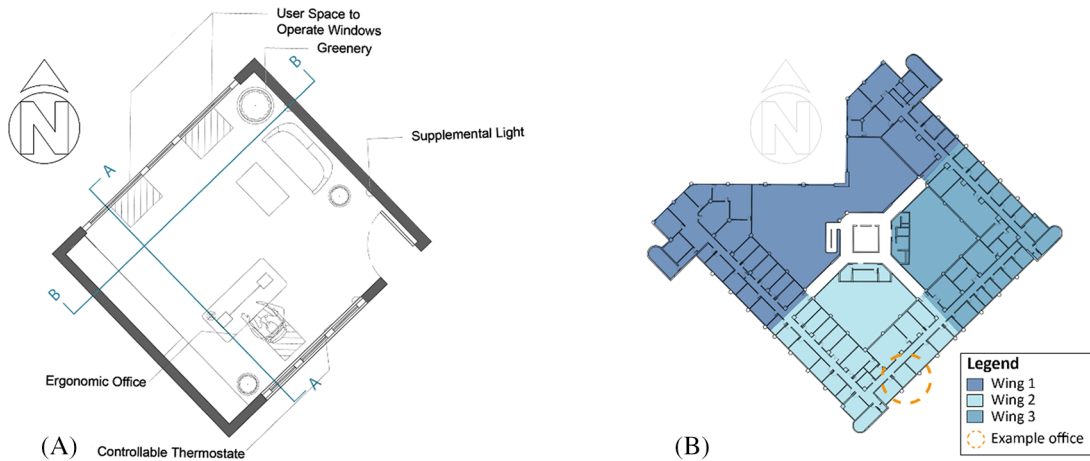 User Space to
Operate Windows
Greenery
B
N
A
Supplemental Light
B
Ergonomic Office
A
Controllable Thermostate
(A)
N
Legend
Wing 1
Wing 2
Wing 3
Example office
(B)